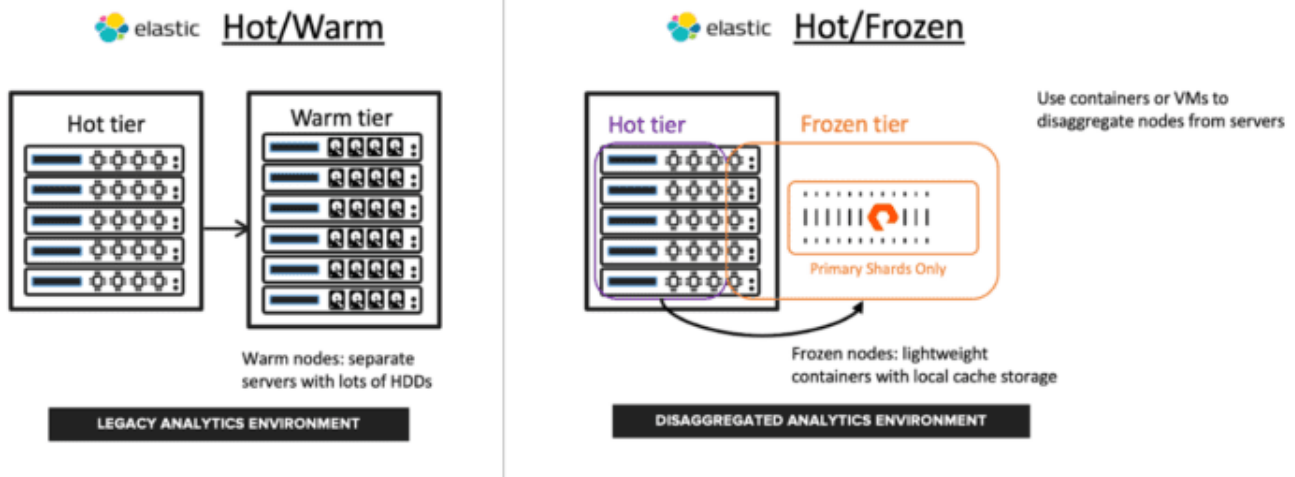 elastic Hot/Warm
Hot tier
Warm tier
Warm nodes: separate
servers with lots of HDDs
LEGACY ANALYTICS ENVIRONMENT
elastic Hot/Frozen
Hot tier
Frozen tier
Primary Shards Only
Use containers or VMs to
disaggregate nodes from servers
Frozen nodes: lightweight
containers with local cache storage
DISAGGREGATED ANALYTICS ENVIRONMENT